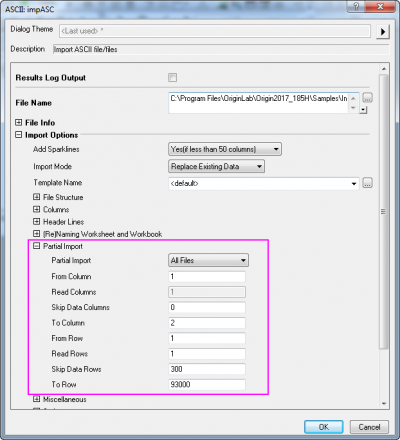 ASCII: impASC
Dialog Theme <Last used> *
Description Import ASCII file/files
Results Log Output
File Name C:\Program Files\OriginLab\Origin2017_185H\Samples\In
File Info
Import Options
Add Sparklines Yes(if less than 50 columns)
Import Mode Replace Existing Data
Template Name <default>
File Structure
Columns
Header Lines
(Re)Naming Worksheet and Workbook
Partial Import
Partial Import All Files
From Column 1
Read Columns 1
Skip Data Columns 0
To Column 2
From Row 1
Read Rows 1
Skip Data Rows 300
To Row 93000
Miscellaneous
OK Cancel